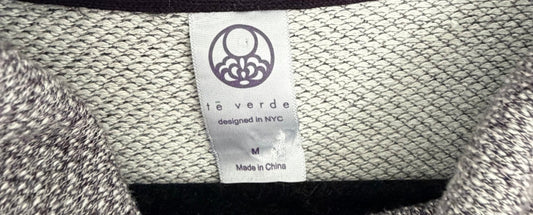 tē verde
designed in NYC
M
Made in China